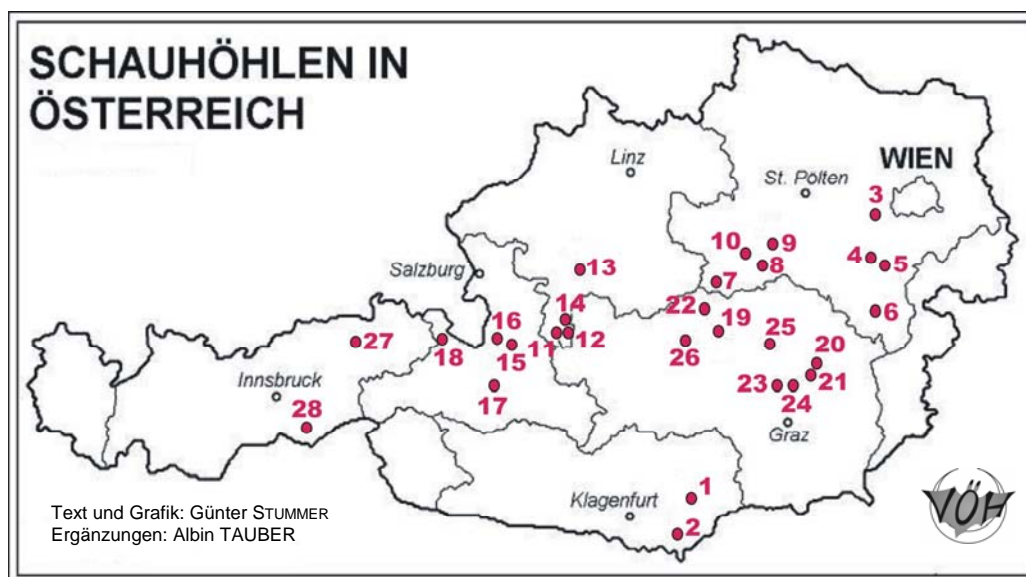 SCHAUHÖHLEN IN
ÖSTERREICH
Linz
WIEN
St. Pölten
3
10
9
4
5
8
Salzburg
13
7
22
14
6
16
19
25
27
18
11
12
26
20
15
Innsbruck
17
23
24
21
28
Graz
1
Klagenfurt
2
Text und Grafik: Günter STUMMER
Ergänzungen: Albin TAUBER
VÖH